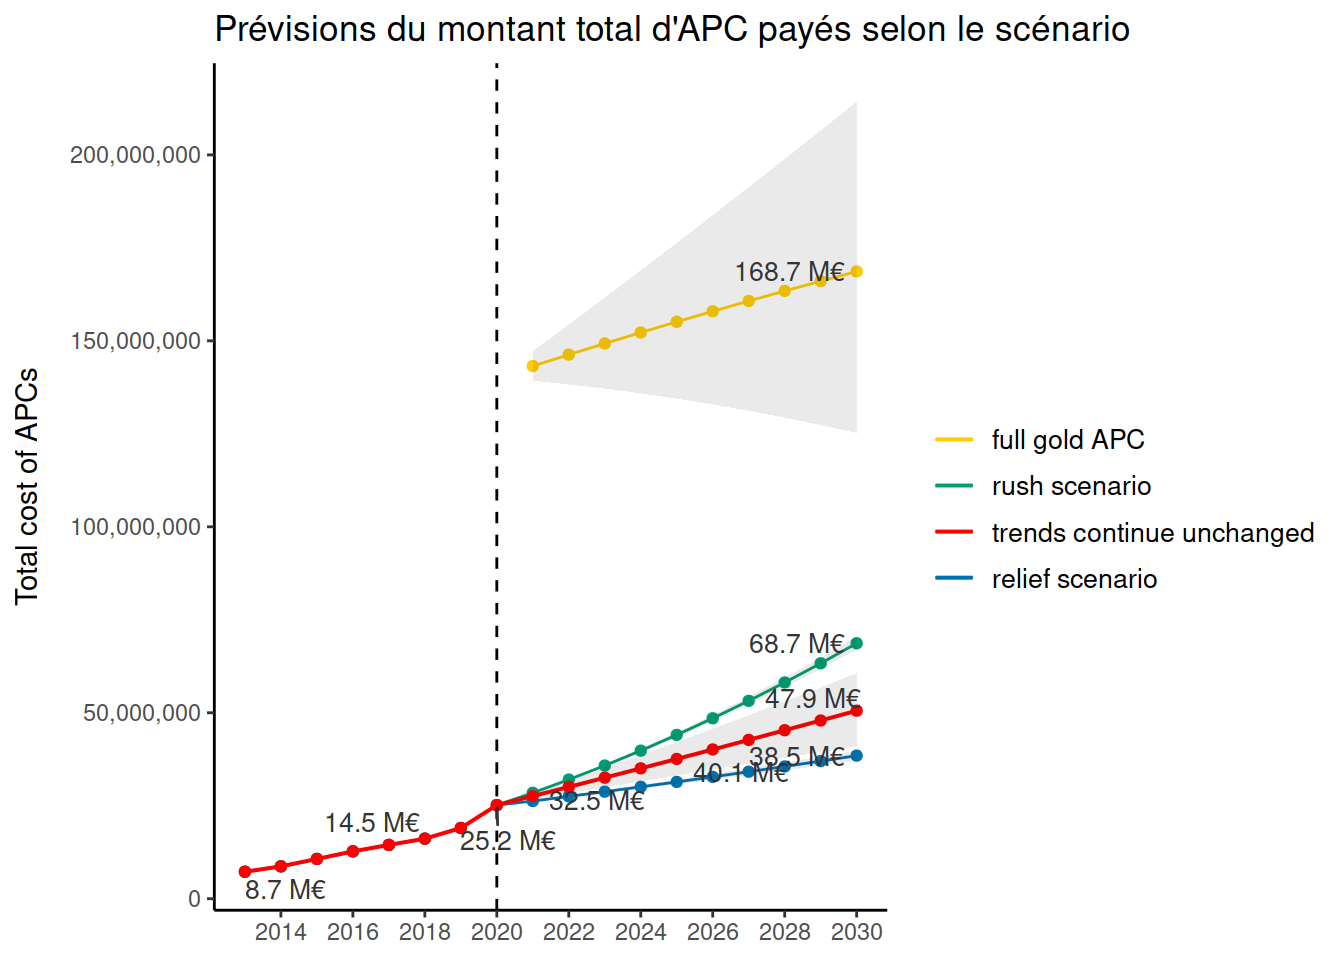 Prévisions du montant total d'APC payés selon le scénario
Total cost of APCs
200,000,000
150,000,000
100,000,000
50,000,000
0
168.7 M€
68.7 M€
47.9 M€
38.5 M€
40.1 M€
32.5 M€
14.5 M€
25.2 M€
8.7 M€
2014 2016 2018 2020 2022 2024 2026 2028 2030
full gold APC
rush scenario
trends continue unchanged
relief scenario